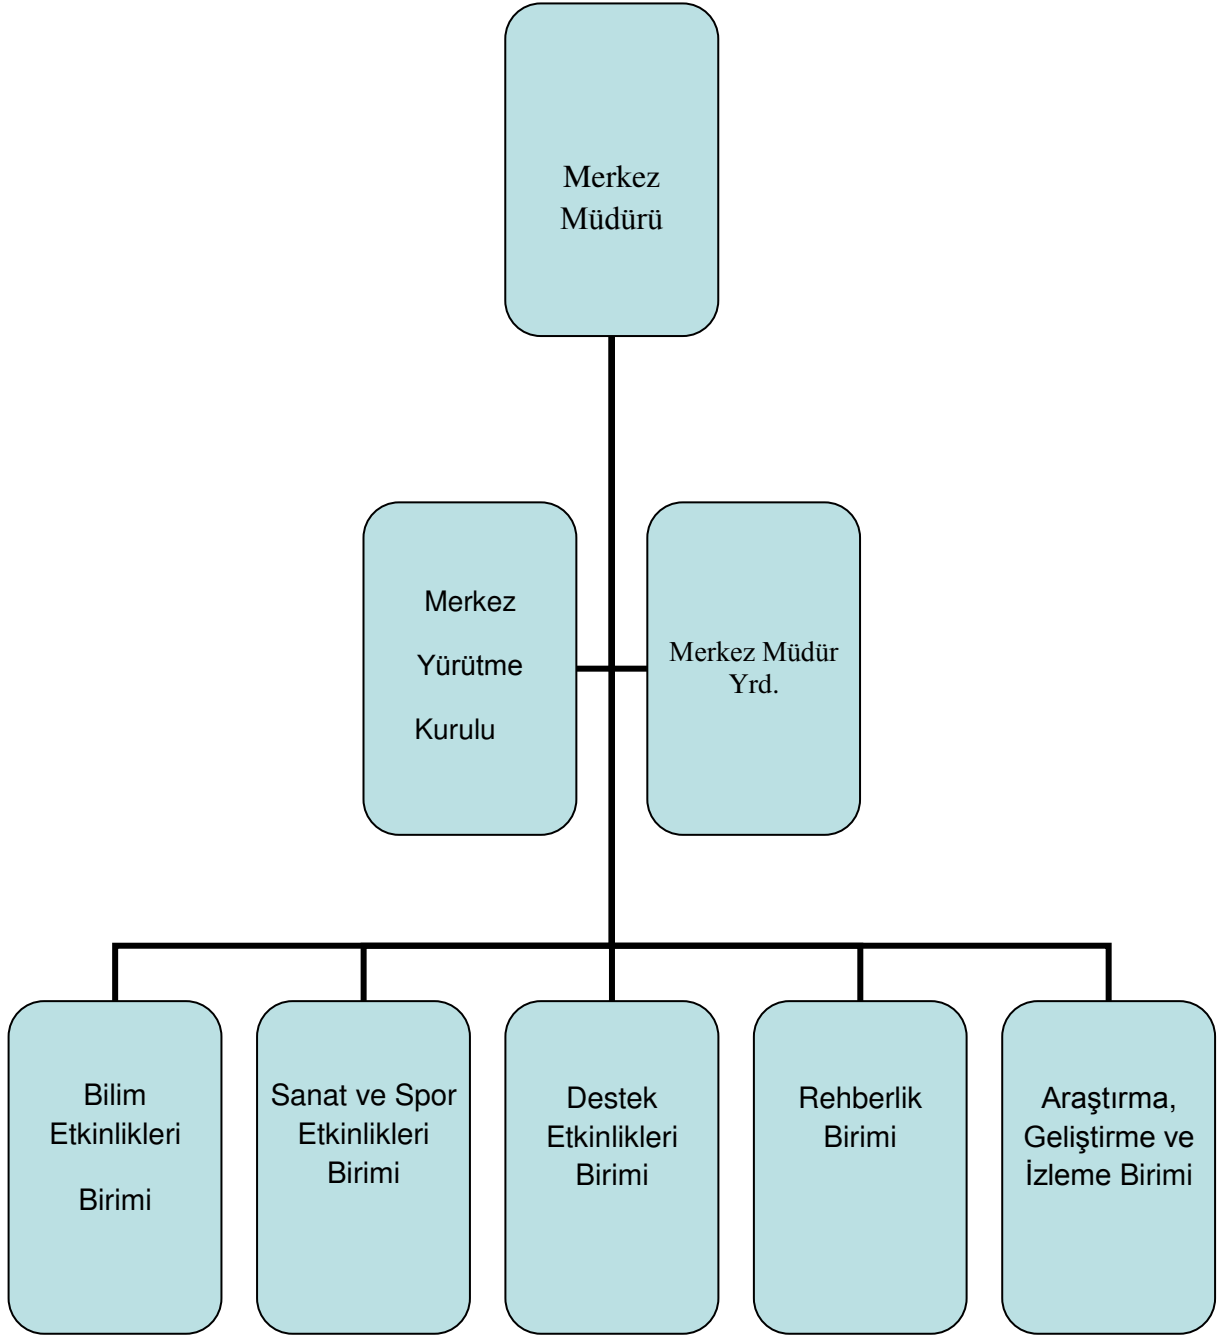 Merkez
Müdürü
Merkez
Yürütme
Kurulu
Merkez Müdür
Yrd.
Bilim
Etkinlikleri
Birimi
Sanat ve Spor
Etkinlikleri
Birimi
Destek
Etkinlikleri
Birimi
Rehberlik
Birimi
Araştırma,
Geliştirme ve
İzleme Birimi